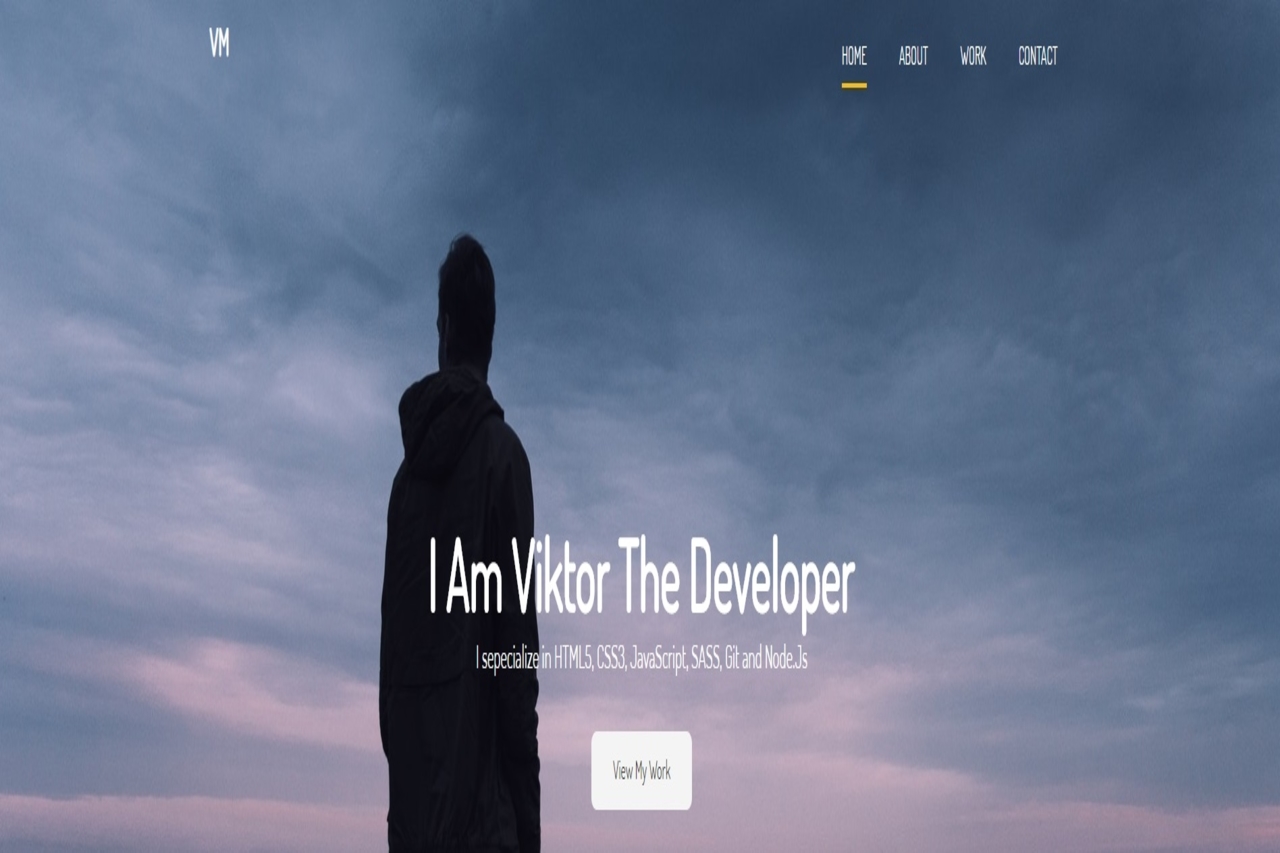 VM
HOME ABOUT WORK CONTACT
I Am Viktor The Developer
I sepecialize in HTML5, CSS3, JavaScript, SASS, Git and Node.Js
View My Work